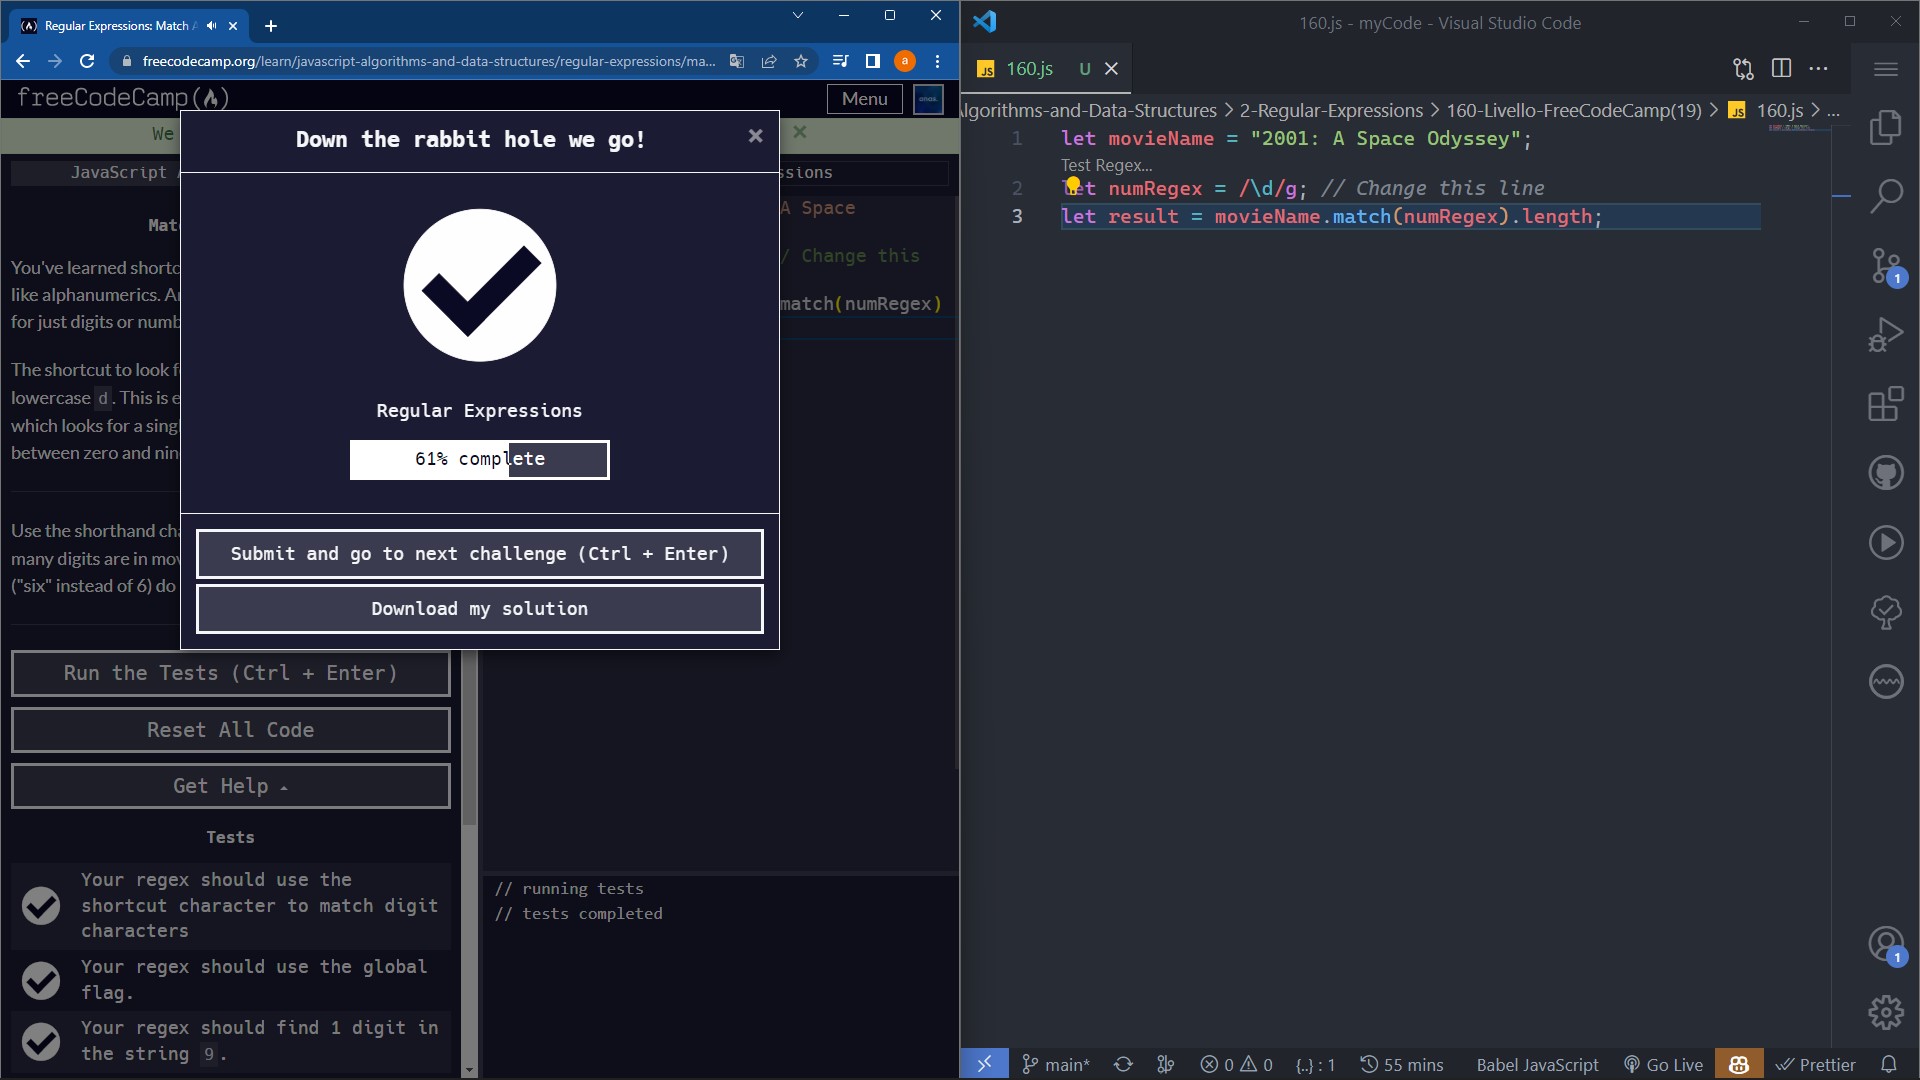 Regular Expressions: Match
freecodecamp.org/learn/javascript-algorithms-and-data-structures/regular-expressions/ma...
a
freeCodeCamp
Menu
anas.
We
Down the rabbit hole we go!
JavaScript
Mat
You've learned shortc
like alphanumerics. A
for just digits or numb
The shortcut to look f
lowercase d. This is e
which looks for a sing
between zero and nin
Use the shorthand cha
many digits are in mov
("six" instead of 6) do
Regular Expressions
61% complete
Submit and go to next challenge (Ctrl + Enter)
Download my solution
ssions
A Space
/ Change this
match(numRegex)
Run the Tests (Ctrl + Enter)
Reset All Code
Get Help
Tests
Your regex should use the
shortcut character to match digit
characters
Your regex should use the global
flag.
Your regex should find 1 digit in
the string 9.
// running tests
// tests completed
160.js - myCode - Visual Studio Code
JS 160.js U
lgorithms-and-Data-Structures > 2-Regular-Expressions > 160-Livello-FreeCodeCamp(19) > JS 160.js > ...
1 let movieName = "2001: A Space Odyssey";
Test Regex...
2 let numRegex = /\d/g; // Change this line
3 let result = movieName.match(numRegex).length;
1
1
main* 0 0 {..} : 1 55 mins Babel JavaScript Go Live Prettier